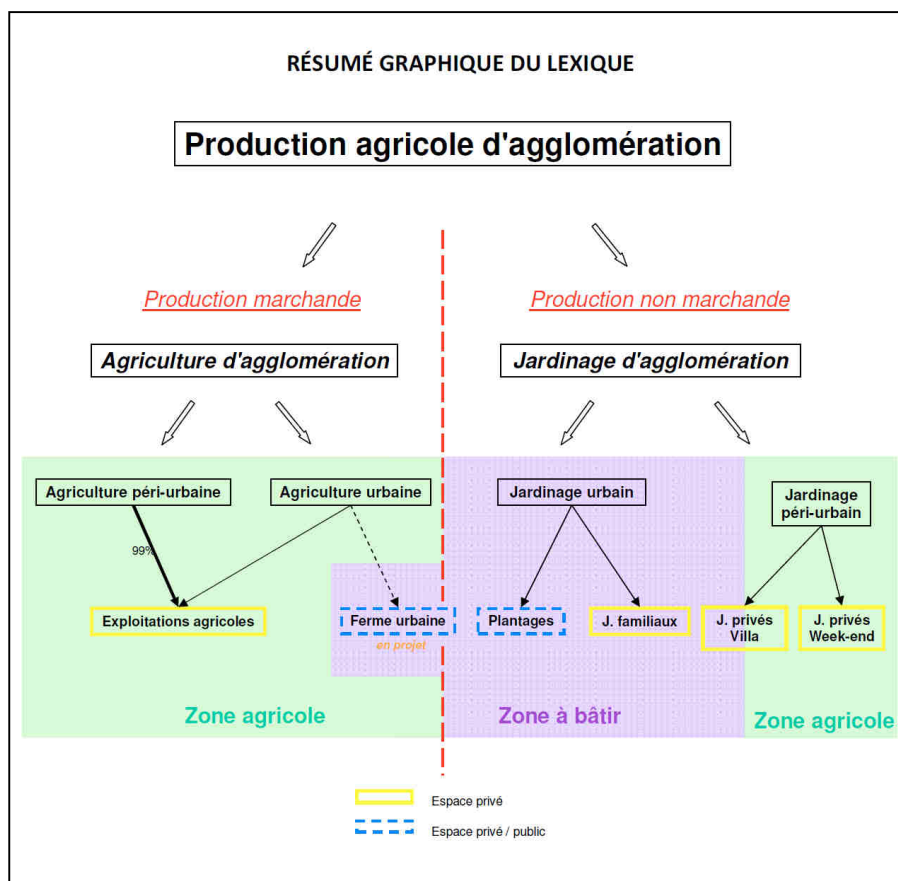 RÉSUMÉ GRAPHIQUE DU LEXIQUE
Production agricole d'agglomération
Production marchande
Production non marchande
Agriculture d'agglomération
Jardinage d'agglomération
Agriculture péri-urbaine
Agriculture urbaine
Jardinage urbain
Jardinage
péri-urbain
99%
Exploitations agricoles
Ferme urbaine
Plantages
J. familiaux
J. privés
Villa
J. privés
Week-end
en projet
Zone agricole
Zone à bâtir
Zone agricole
Espace privé
Espace privé / public